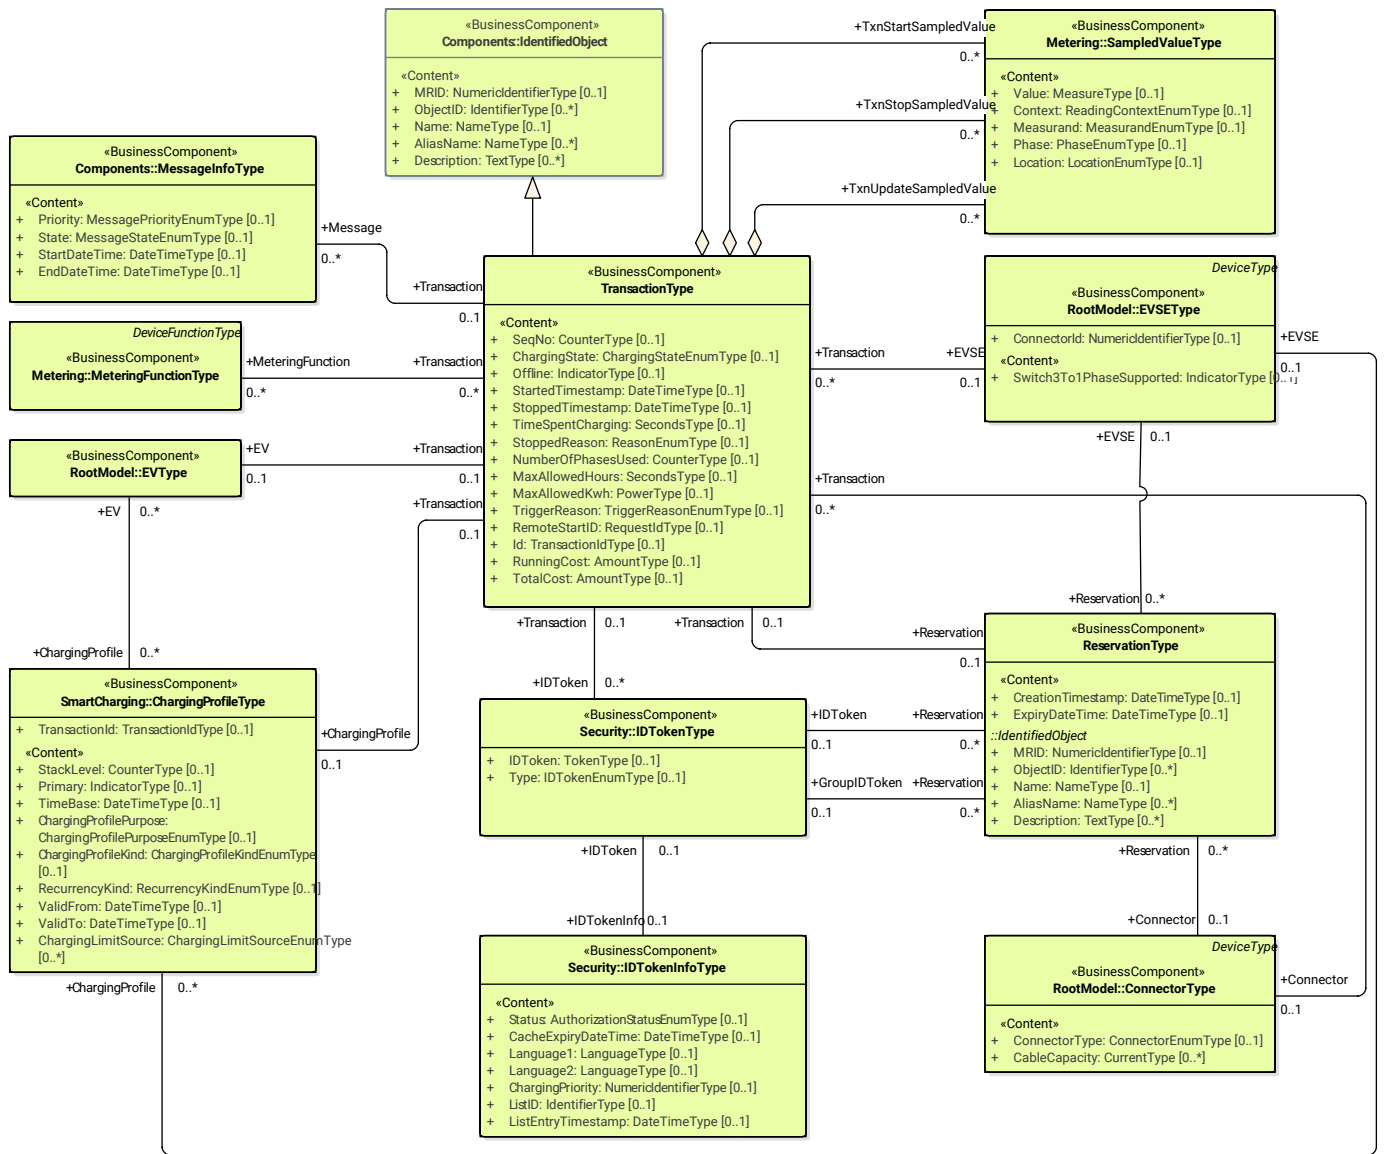 «BusinessComponent»
Components::IdentifiedObject
«Content»
+ MRID: NumericIdentifierType [0..1]
+ ObjectID: IdentifierType [0..*]
+ Name: NameType [0..1]
+ AliasName: NameType [0..*]
+ Description: TextType [0..*]
+TxnStartSampledValue
0..*
+TxnStopSampledValue
0..*
+TxnUpdateSampledValue
0..*
«BusinessComponent»
Metering::SampledValueType
«Content»
+ Value: MeasureType [0..1]
+ Context: ReadingContextEnumType [0..1]
+ Measurand: MeasurandEnumType [0..1]
+ Phase: PhaseEnumType [0..1]
+ Location: LocationEnumType [0..1]
«BusinessComponent»
Components::MessageInfoType
«Content»
+ Priority: MessagePriorityEnumType [0..1]
+ State: MessageStateEnumType [0..1]
+ StartDateTime: DateTimeType [0..1]
+ EndDateTime: DateTimeType [0..1]
+Message
0..*
+Transaction
0..1
DeviceFunctionType
«BusinessComponent»
Metering::MeteringFunctionType
+MeteringFunction
0..*
+Transaction
0..*
«BusinessComponent»
RootModel::EVType
+EV
0..1
+Transaction
0..1
+Transaction
0..1
+EV
0..*
«BusinessComponent»
TransactionType
«Content»
+ SeqNo: CounterType [0..1]
+ ChargingState: ChargingStateEnumType [0..1]
+ Offline: IndicatorType [0..1]
+ StartedTimestamp: DateTimeType [0..1]
+ StoppedTimestamp: DateTimeType [0..1]
+ TimeSpentCharging: SecondsType [0..1]
+ StoppedReason: ReasonEnumType [0..1]
+ NumberOfPhasesUsed: CounterType [0..1]
+ MaxAllowedHours: SecondsType [0..1]
+ MaxAllowedKwh: PowerType [0..1]
+ TriggerReason: TriggerReasonEnumType [0..1]
+ RemoteStartID: RequestIdType [0..1]
+ Id: TransactionIdType [0..1]
+ RunningCost: AmountType [0..1]
+ TotalCost: AmountType [0..1]
+Transaction
0..*
+EVSE
0..1
DeviceType
«BusinessComponent»
RootModel::EVSEType
+ ConnectorId: NumericIdentifierType [0..1]
«Content»
+ Switch3To1PhaseSupported: IndicatorType [0..1]
+EVSE
0..1
+EVSE
0..1
+Transaction
0..*
+Reservation
0..*
+Transaction
0..1
+Transaction
0..1
+Reservation
0..1
«BusinessComponent»
ReservationType
«Content»
+ CreationTimestamp: DateTimeType [0..1]
+ ExpiryDateTime: DateTimeType [0..1]
::IdentifiedObject
+ MRID: NumericIdentifierType [0..1]
+ ObjectID: IdentifierType [0..*]
+ Name: NameType [0..1]
+ AliasName: NameType [0..*]
+ Description: TextType [0..*]
+ChargingProfile
0..*
«BusinessComponent»
SmartCharging::ChargingProfileType
+ TransactionId: TransactionIdType [0..1]
«Content»
+ StackLevel: CounterType [0..1]
+ Primary: IndicatorType [0..1]
+ TimeBase: DateTimeType [0..1]
+ ChargingProfilePurpose:
ChargingProfilePurposeEnumType [0..1]
+ ChargingProfileKind: ChargingProfileKindEnumType
[0..1]
+ RecurrencyKind: RecurrencyKindEnumType [0..1]
+ ValidFrom: DateTimeType [0..1]
+ ValidTo: DateTimeType [0..1]
+ ChargingLimitSource: ChargingLimitSourceEnumType
[0..*]
+ChargingProfile
0..1
+ChargingProfile
0..*
+IDToken
0..*
«BusinessComponent»
Security::IDTokenType
+ IDToken: TokenType [0..1]
+ Type: IDTokenEnumType [0..1]
+IDToken
0..1
+Reservation
0..*
+GroupIDToken
0..1
+Reservation
0..*
+IDToken
0..1
+IDTokenInfo
0..1
«BusinessComponent»
Security::IDTokenInfoType
«Content»
+ Status: AuthorizationStatusEnumType [0..1]
+ CacheExpiryDateTime: DateTimeType [0..1]
+ Language1: LanguageType [0..1]
+ Language2: LanguageType [0..1]
+ ChargingPriority: NumericIdentifierType [0..1]
+ ListID: IdentifierType [0..1]
+ ListEntryTimestamp: DateTimeType [0..1]
+Reservation
0..*
+Connector
0..1
DeviceType
«BusinessComponent»
RootModel::ConnectorType
«Content»
+ ConnectorType: ConnectorEnumType [0..1]
+ CableCapacity: CurrentType [0..*]
+Connector
0..1